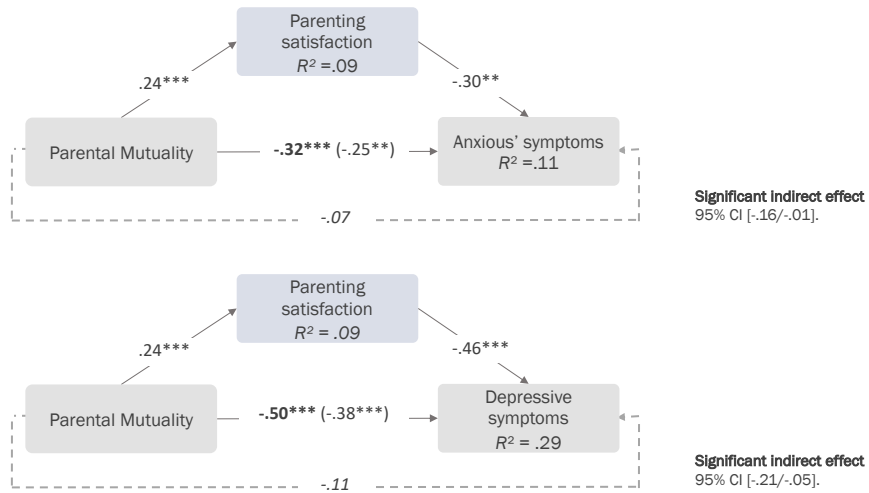 Parenting
satisfaction
R² =.09
.24***
-.30**
Parental Mutuality
-.32*** (-.25**)
Anxious’ symptoms
R² =.11
-.07
Significant indirect effect
95% CI [-.16/-.01].
Parenting
satisfaction
R² = .09
.24***
-.46***
Parental Mutuality
-.50*** (-.38***)
Depressive
symptoms
R² = .29
-.11
Significant indirect effect
95% CI [-.21/-.05].